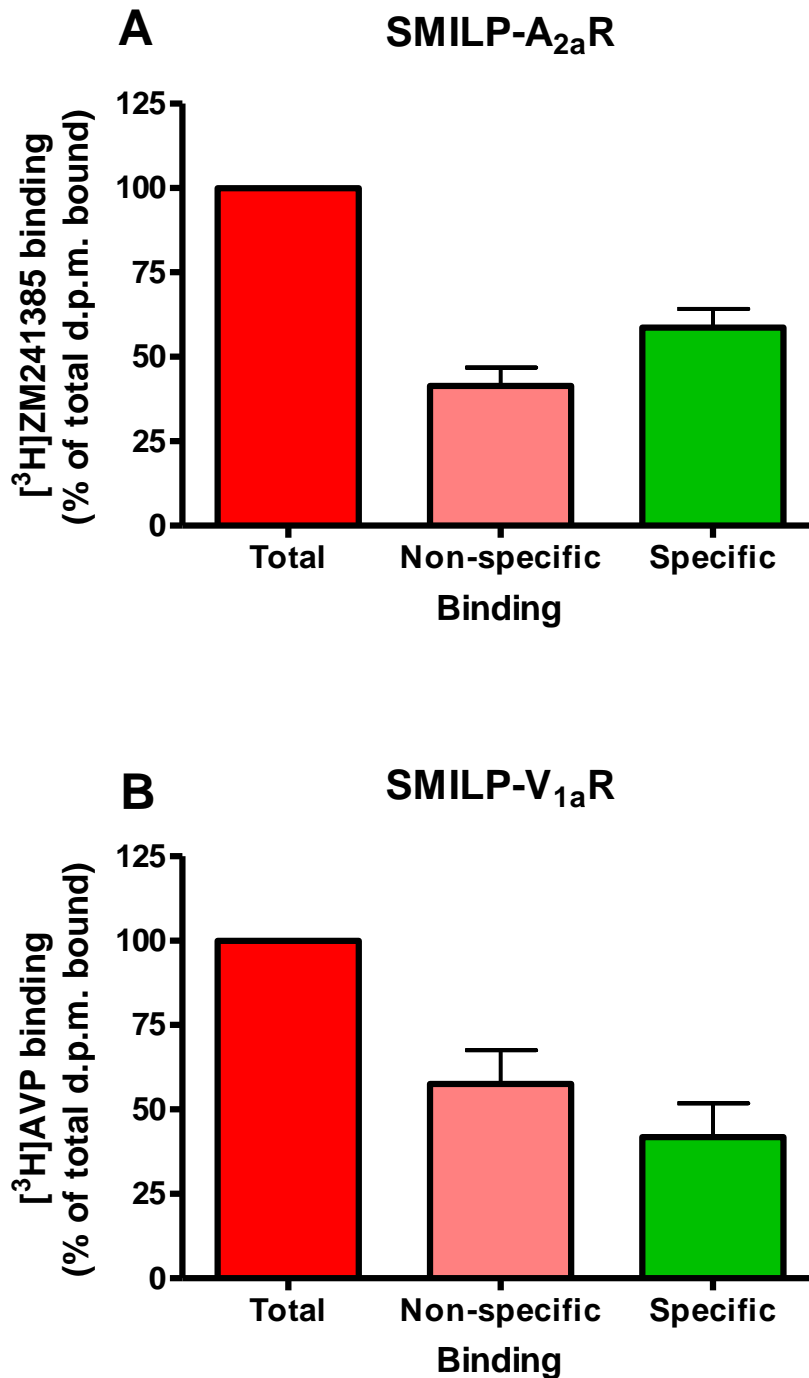 A
SMILP-A₂ₐR
[³H]ZM241385 binding
(% of total d.p.m. bound)
125
100
75
50
25
0
Total Non-specific Specific
Binding
B
SMILP-V₁ₐR
[³H]AVP binding
(% of total d.p.m. bound)
125
100
75
50
25
0
Total Non-specific Specific
Binding